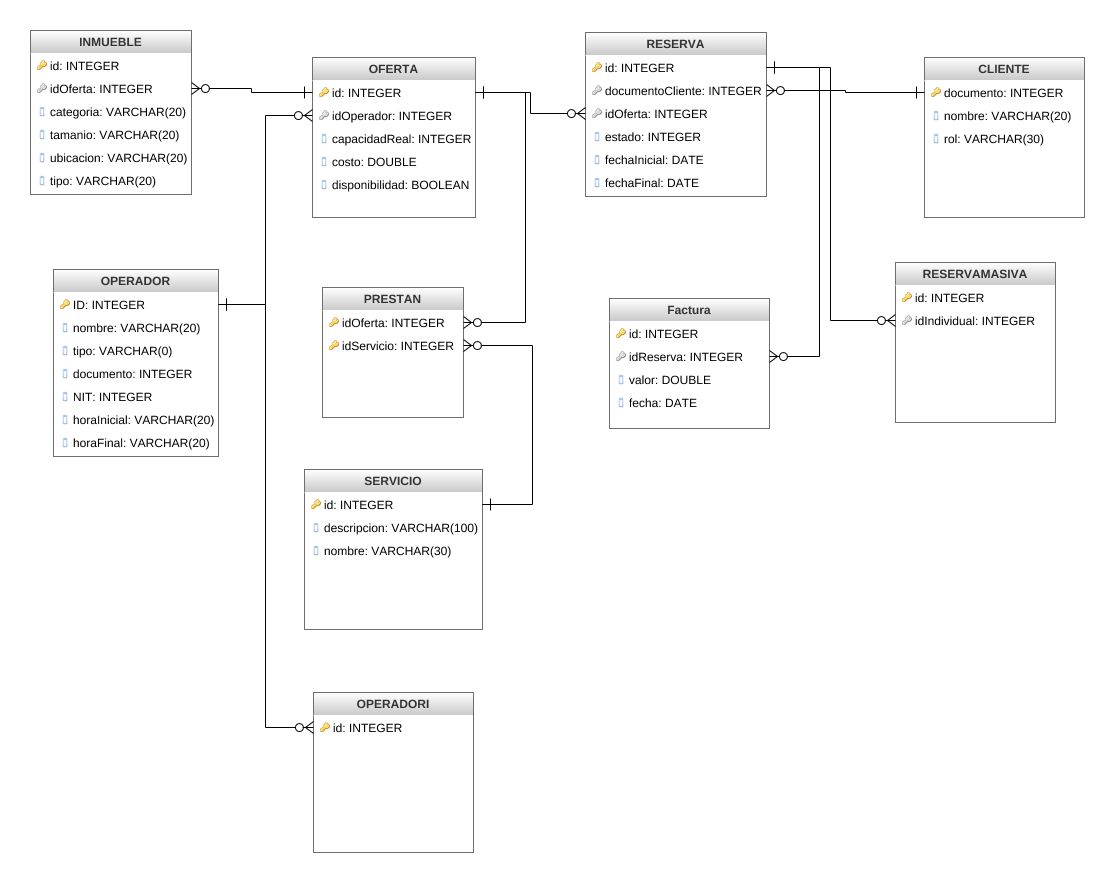 INMUEBLE
id: INTEGER
idOferta: INTEGER
categoria: VARCHAR(20)
tamanio: VARCHAR(20)
ubicacion: VARCHAR(20)
tipo: VARCHAR(20)
OFERTA
id: INTEGER
idOperador: INTEGER
capacidadReal: INTEGER
costo: DOUBLE
disponibilidad: BOOLEAN
RESERVA
id: INTEGER
documentoCliente: INTEGER
idOferta: INTEGER
estado: INTEGER
fechaInicial: DATE
fechaFinal: DATE
CLIENTE
documento: INTEGER
nombre: VARCHAR(20)
rol: VARCHAR(30)
OPERADOR
ID: INTEGER
nombre: VARCHAR(20)
tipo: VARCHAR(0)
documento: INTEGER
NIT: INTEGER
horaInicial: VARCHAR(20)
horaFinal: VARCHAR(20)
PRESTAN
idOferta: INTEGER
idServicio: INTEGER
Factura
id: INTEGER
idReserva: INTEGER
valor: DOUBLE
fecha: DATE
RESERVAMASIVA
id: INTEGER
idIndividual: INTEGER
SERVICIO
id: INTEGER
descripcion: VARCHAR(100)
nombre: VARCHAR(30)
OPERADORI
id: INTEGER